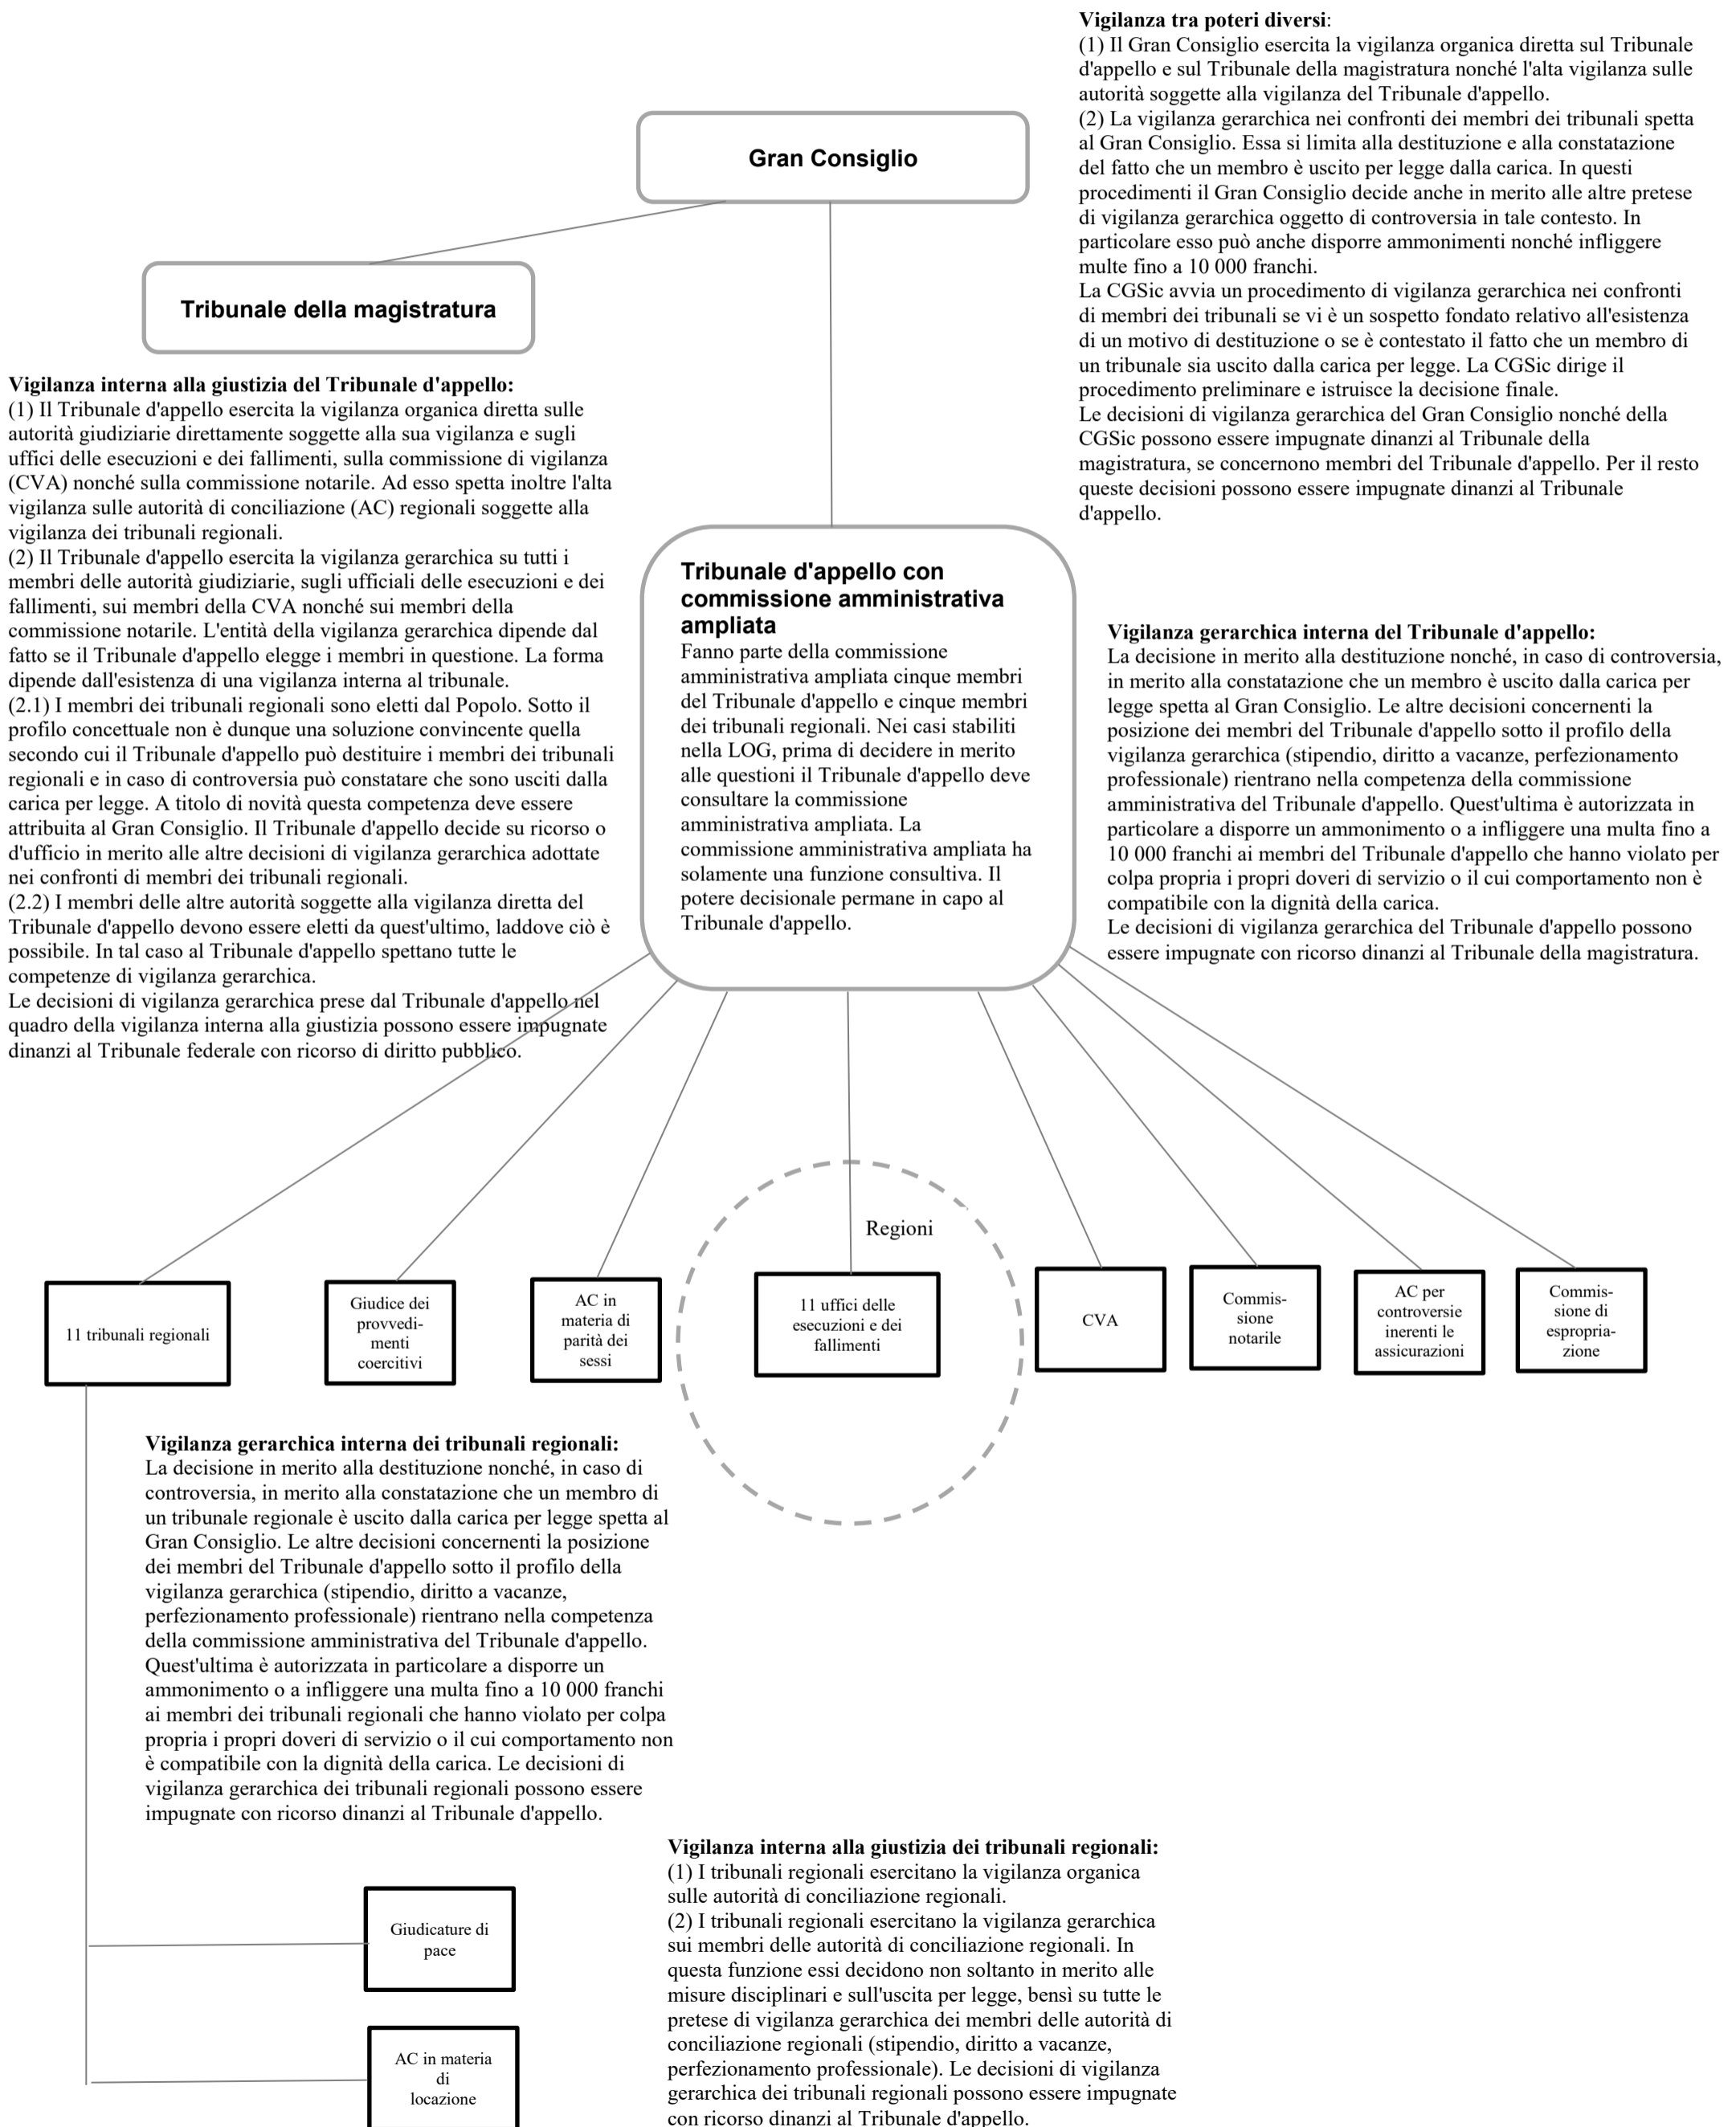 Vigilanza tra poteri diversi:
(1) Il Gran Consiglio esercita la vigilanza organica diretta sul Tribunale
d'appello e sul Tribunale della magistratura nonché l'alta vigilanza sulle
autorità soggette alla vigilanza del Tribunale d'appello.
(2) La vigilanza gerarchica nei confronti dei membri dei tribunali spetta
al Gran Consiglio. Essa si limita alla destituzione e alla constatazione
del fatto che un membro è uscito per legge dalla carica. In questi
procedimenti il Gran Consiglio decide anche in merito alle altre pretese
di vigilanza gerarchica oggetto di controversia in tale contesto. In
particolare esso può anche disporre ammonimenti nonché infliggere
multe fino a 10 000 franchi.
La CGSic avvia un procedimento di vigilanza gerarchica nei confronti
di membri dei tribunali se vi è un sospetto fondato relativo all'esistenza
di un motivo di destituzione o se è contestato il fatto che un membro di
un tribunale sia uscito dalla carica per legge. La CGSic dirige il
procedimento preliminare e istruisce la decisione finale.
Le decisioni di vigilanza gerarchica del Gran Consiglio nonché della
CGSic possono essere impugnate dinanzi al Tribunale della
magistratura, se concernono membri del Tribunale d'appello. Per il resto
queste decisioni possono essere impugnate dinanzi al Tribunale
d'appello.
Gran Consiglio
Tribunale della magistratura
Vigilanza interna alla giustizia del Tribunale d'appello:
(1) Il Tribunale d'appello esercita la vigilanza organica diretta sulle
autorità giudiziarie direttamente soggette alla sua vigilanza e sugli
uffici delle esecuzioni e dei fallimenti, sulla commissione di vigilanza
(CVA) nonché sulla commissione notarile. Ad esso spetta inoltre l'alta
vigilanza sulle autorità di conciliazione (AC) regionali soggette alla
vigilanza dei tribunali regionali.
(2) Il Tribunale d'appello esercita la vigilanza gerarchica su tutti i
membri delle autorità giudiziarie, sugli ufficiali delle esecuzioni e dei
fallimenti, sui membri della CVA nonché sui membri della
commissione notarile. L'entità della vigilanza gerarchica dipende dal
fatto se il Tribunale d'appello elegge i membri in questione. La forma
dipende dall'esistenza di una vigilanza interna al tribunale.
(2.1) I membri dei tribunali regionali sono eletti dal Popolo. Sotto il
profilo concettuale non è dunque una soluzione convincente quella
secondo cui il Tribunale d'appello può destituire i membri dei tribunali
regionali e in caso di controversia può constatare che sono usciti dalla
carica per legge. A titolo di novità questa competenza deve essere
attribuita al Gran Consiglio. Il Tribunale d'appello decide su ricorso o
d'ufficio in merito alle altre decisioni di vigilanza gerarchica adottate
nei confronti di membri dei tribunali regionali.
(2.2) I membri delle altre autorità soggette alla vigilanza diretta del
Tribunale d'appello devono essere eletti da quest'ultimo, laddove ciò è
possibile. In tal caso al Tribunale d'appello spettano tutte le
competenze di vigilanza gerarchica.
Le decisioni di vigilanza gerarchica prese dal Tribunale d'appello nel
quadro della vigilanza interna alla giustizia possono essere impugnate
dinanzi al Tribunale federale con ricorso di diritto pubblico.
Tribunale d'appello con
commissione amministrativa
ampliata
Fanno parte della commissione
amministrativa ampliata cinque membri
del Tribunale d'appello e cinque membri
dei tribunali regionali. Nei casi stabiliti
nella LOG, prima di decidere in merito
alle questioni il Tribunale d'appello deve
consultare la commissione
amministrativa ampliata. La
commissione amministrativa ampliata ha
solamente una funzione consultiva. Il
potere decisionale permane in capo al
Tribunale d'appello.
Vigilanza gerarchica interna del Tribunale d'appello:
La decisione in merito alla destituzione nonché, in caso di controversia,
in merito alla constatazione che un membro è uscito dalla carica per
legge spetta al Gran Consiglio. Le altre decisioni concernenti la
posizione dei membri del Tribunale d'appello sotto il profilo della
vigilanza gerarchica (stipendio, diritto a vacanze, perfezionamento
professionale) rientrano nella competenza della commissione
amministrativa del Tribunale d'appello. Quest'ultima è autorizzata in
particolare a disporre un ammonimento o a infliggere una multa fino a
10 000 franchi ai membri del Tribunale d'appello che hanno violato per
colpa propria i propri doveri di servizio o il cui comportamento non è
compatibile con la dignità della carica.
Le decisioni di vigilanza gerarchica del Tribunale d'appello possono
essere impugnate con ricorso dinanzi al Tribunale della magistratura.
Regioni
11 tribunali regionali
Giudice dei
provvedi-
menti
coercitivi
AC in
materia di
parità dei
sessi
11 uffici delle
esecuzioni e dei
fallimenti
CVA
Commis-
sione
notarile
AC per
controversie
inerenti le
assicurazioni
Commis-
sione di
espropria-
zione
Vigilanza gerarchica interna dei tribunali regionali:
La decisione in merito alla destituzione nonché, in caso di
controversia, in merito alla constatazione che un membro di
un tribunale regionale è uscito dalla carica per legge spetta al
Gran Consiglio. Le altre decisioni concernenti la posizione
dei membri del Tribunale d'appello sotto il profilo della
vigilanza gerarchica (stipendio, diritto a vacanze,
perfezionamento professionale) rientrano nella competenza
della commissione amministrativa del Tribunale d'appello.
Quest'ultima è autorizzata in particolare a disporre un
ammonimento o a infliggere una multa fino a 10 000 franchi
ai membri dei tribunali regionali che hanno violato per colpa
propria i propri doveri di servizio o il cui comportamento non
è compatibile con la dignità della carica. Le decisioni di
vigilanza gerarchica dei tribunali regionali possono essere
impugnate con ricorso dinanzi al Tribunale d'appello.
Giudicature di
pace
AC in materia
di
locazione
Vigilanza interna alla giustizia dei tribunali regionali:
(1) I tribunali regionali esercitano la vigilanza organica
sulle autorità di conciliazione regionali.
(2) I tribunali regionali esercitano la vigilanza gerarchica
sui membri delle autorità di conciliazione regionali. In
questa funzione essi decidono non soltanto in merito alle
misure disciplinari e sull'uscita per legge, bensì su tutte le
pretese di vigilanza gerarchica dei membri delle autorità di
conciliazione regionali (stipendio, diritto a vacanze,
perfezionamento professionale). Le decisioni di vigilanza
gerarchica dei tribunali regionali possono essere impugnate
con ricorso dinanzi al Tribunale d'appello.